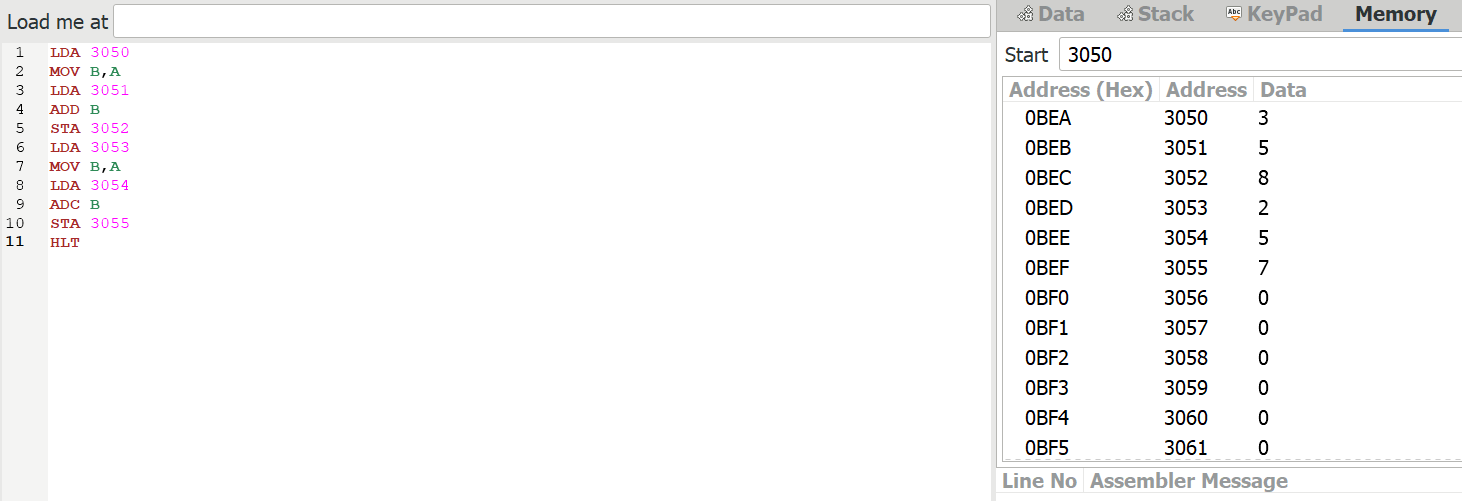 Load me at
1 LDA 3050
2 MOV B,A
3 LDA 3051
4 ADD B
5 STA 3052
6 LDA 3053
7 MOV B,A
8 LDA 3054
9 ADC B
10 STA 3055
11 HLT
Data Stack KeyPad Memory
Start 3050
Address (Hex) Address Data
0BEA 3050 3
0BEB 3051 5
0BEC 3052 8
0BED 3053 2
0BEE 3054 5
0BEF 3055 7
0BF0 3056 0
0BF1 3057 0
0BF2 3058 0
0BF3 3059 0
0BF4 3060 0
0BF5 3061 0
Line No Assembler Message